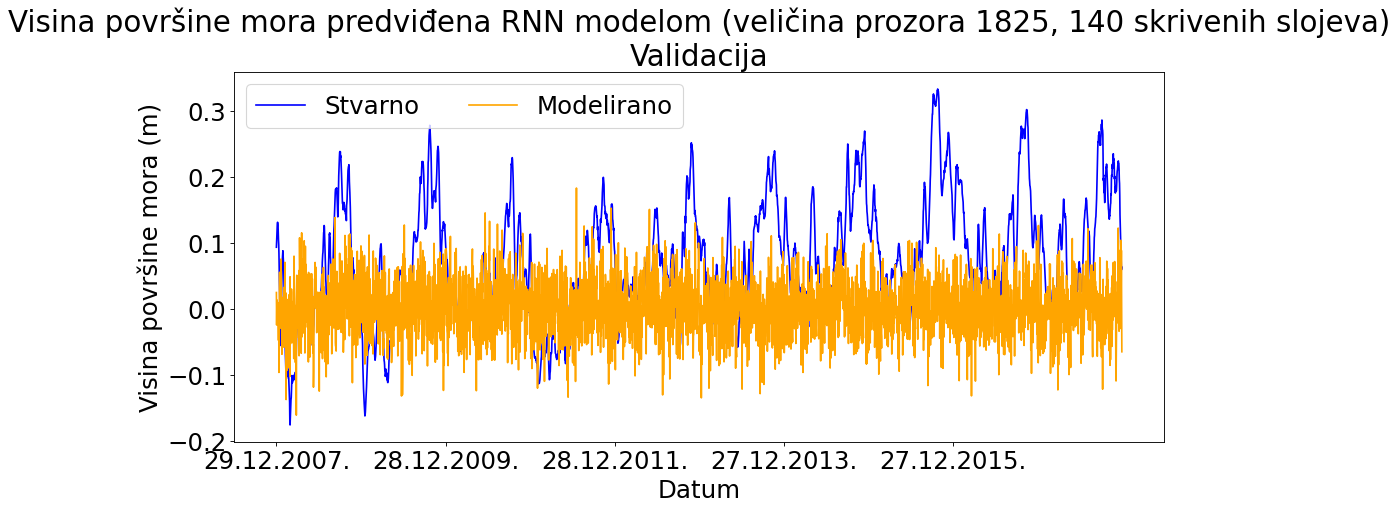 Visina površine mora predviđena RNN modelom (veličina prozora 1825, 140 skrivenih slojeva)
Validacija
Stvarno
Modelirano
Visina površine mora (m)
0.3
0.2
0.1
0.0
−0.1
−0.2
29.12.2007. 28.12.2009. 28.12.2011. 27.12.2013. 27.12.2015.
Datum